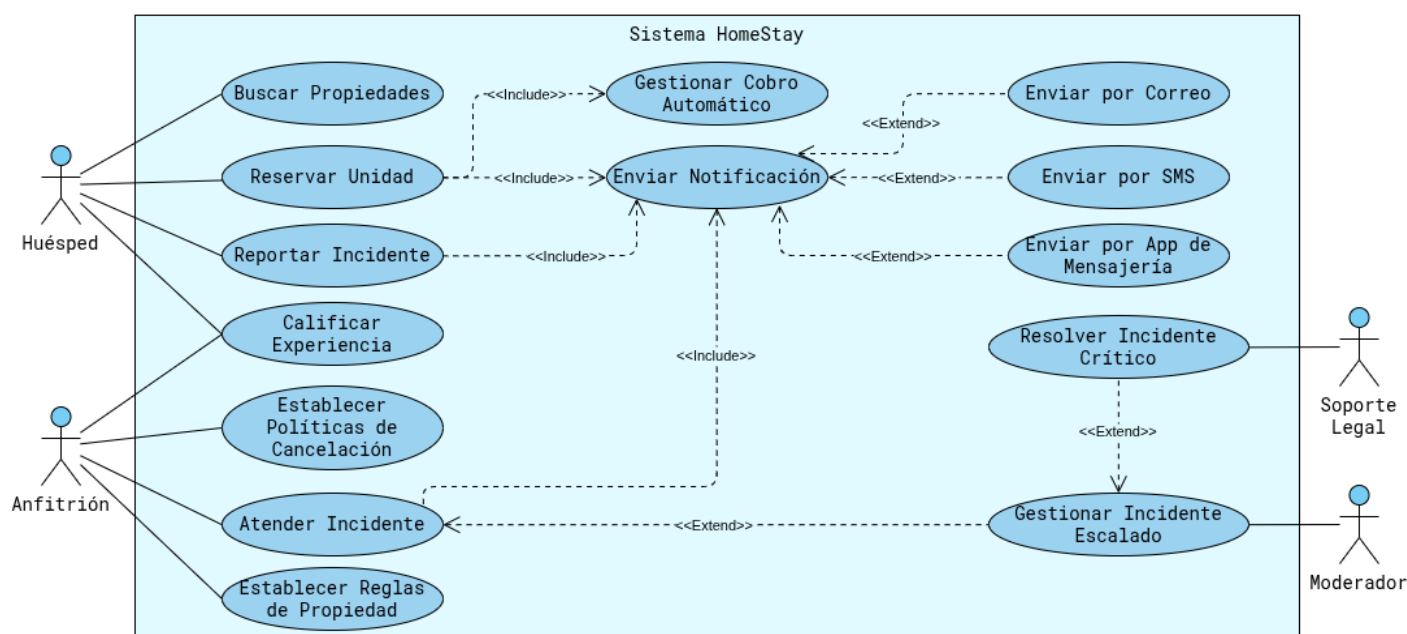 Sistema HomeStay
Buscar Propiedades
<<Include>>
Gestionar Cobro
Automático
Enviar por Correo
<<Extend>>
Huésped
Reservar Unidad
<<Include>>
Enviar Notificación
<<Extend>>
Enviar por SMS
Reportar Incidente
<<Include>>
<<Extend>>
Enviar por App de
Mensajería
Calificar
Experiencia
<<Include>>
Resolver Incidente
Crítico
Soporte
Legal
Establecer
Políticas de
Cancelación
<<Extend>>
Anfitrión
Atender Incidente
<<Extend>>
Gestionar Incidente
Escalado
Moderador
Establecer Reglas
de Propiedad